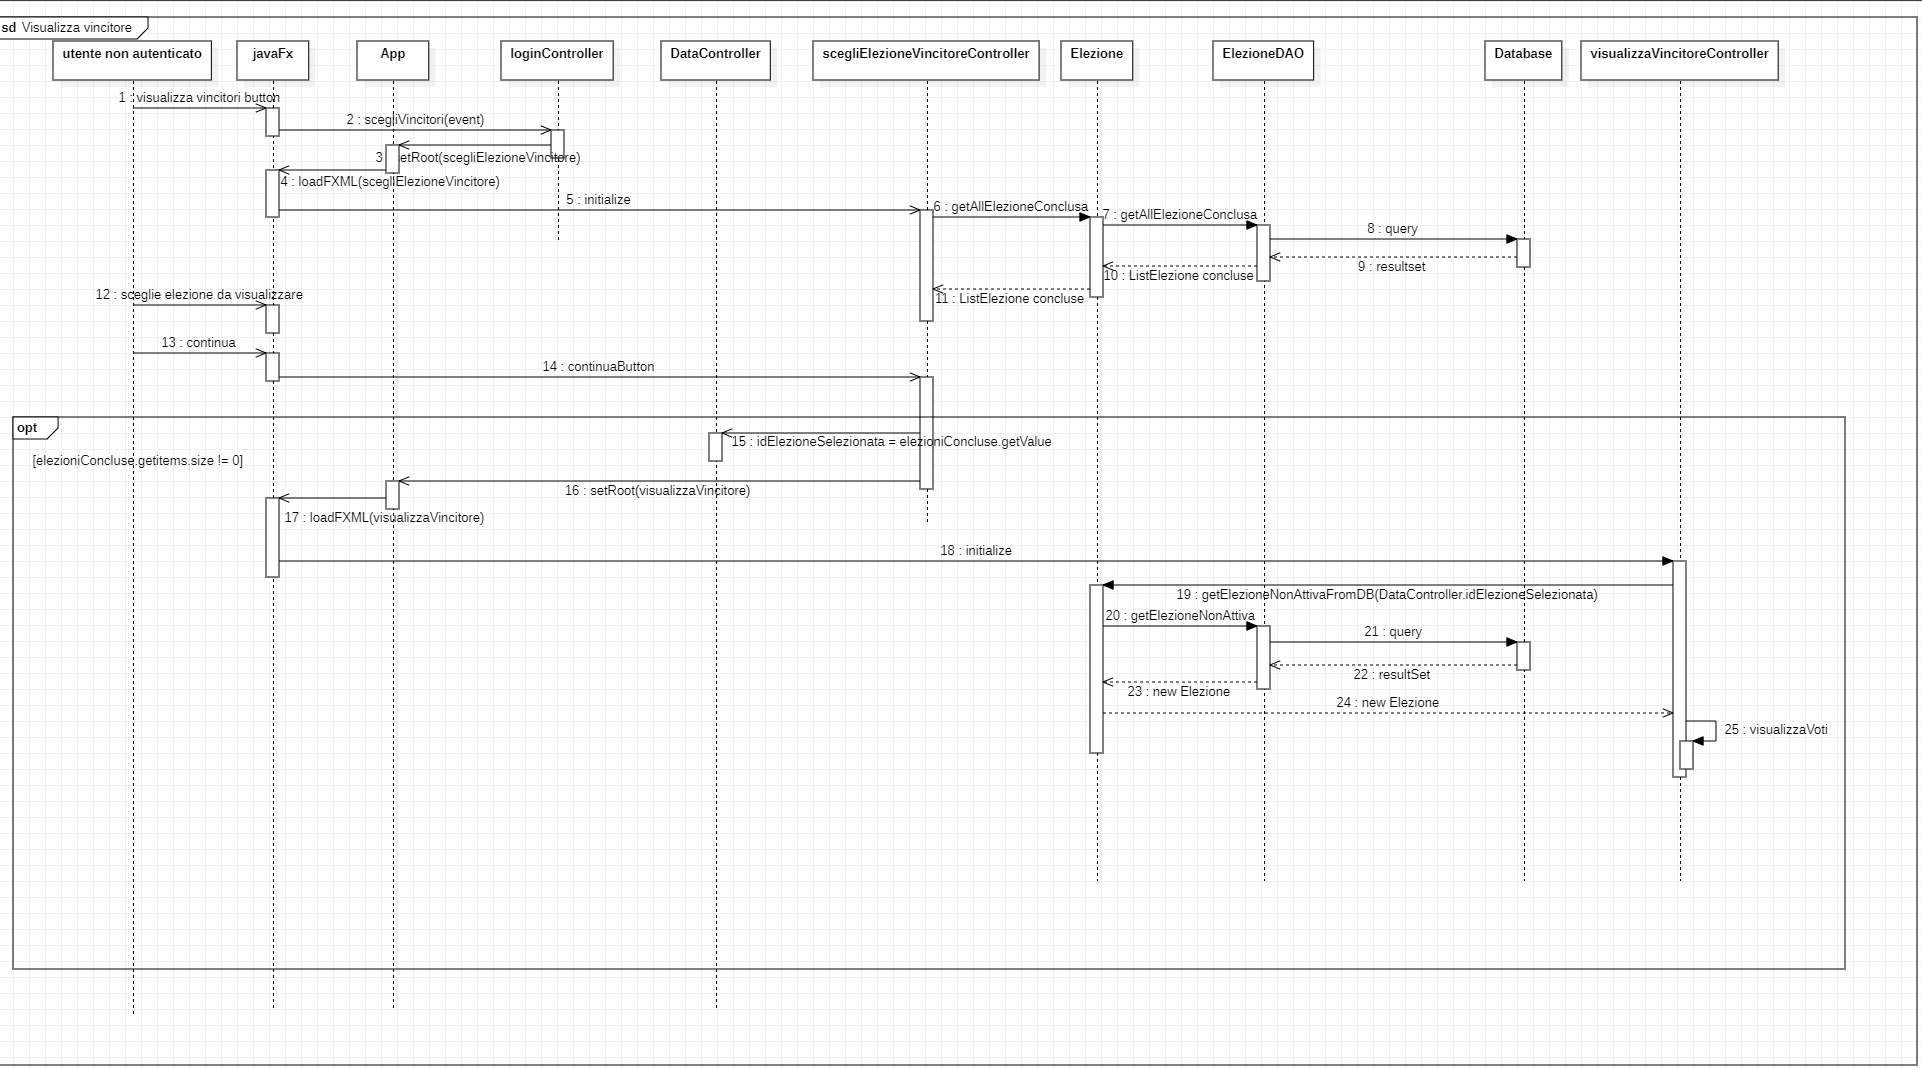 sd Visualizza vincitore
utente non autenticato
javaFx
App
loginController
DataController
scegliElezioneVincitoreController
Elezione
ElezioneDAO
Database
visualizzaVincitoreController
1 : visualizza vincitori button
2 : scegliVincitori(event)
3 etRoot(scegliElezioneVincitore)
4 : loadFXML(scegliElezioneVincitore)
5 : initialize
6 : getAllElezioneConclusa
7 : getAllElezioneConclusa
8 : query
9 : resultset
10 : ListElezione concluse
11 : ListElezione concluse
12 : sceglie elezione da visualizzare
13 : continua
14 : continuaButton
opt
[elezioniConcluse.getitems.size != 0]
15 : idElezioneSelezionata = elezioniConcluse.getValue
16 : setRoot(visualizzaVincitore)
17 : loadFXML(visualizzaVincitore)
18 : initialize
19 : getElezioneNonAttivaFromDB(DataController.idElezioneSelezionata)
20 : getElezioneNonAttiva
21 : query
22 : resultSet
23 : new Elezione
24 : new Elezione
25 : visualizzaVoti